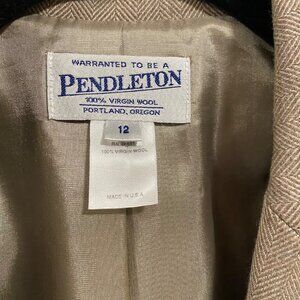 WARRANTED TO BE A
PENDLETON
100% VIRGIN WOOL
PORTLAND, OREGON
12
100% VIRGIN WOOL
MADE IN U.S.A